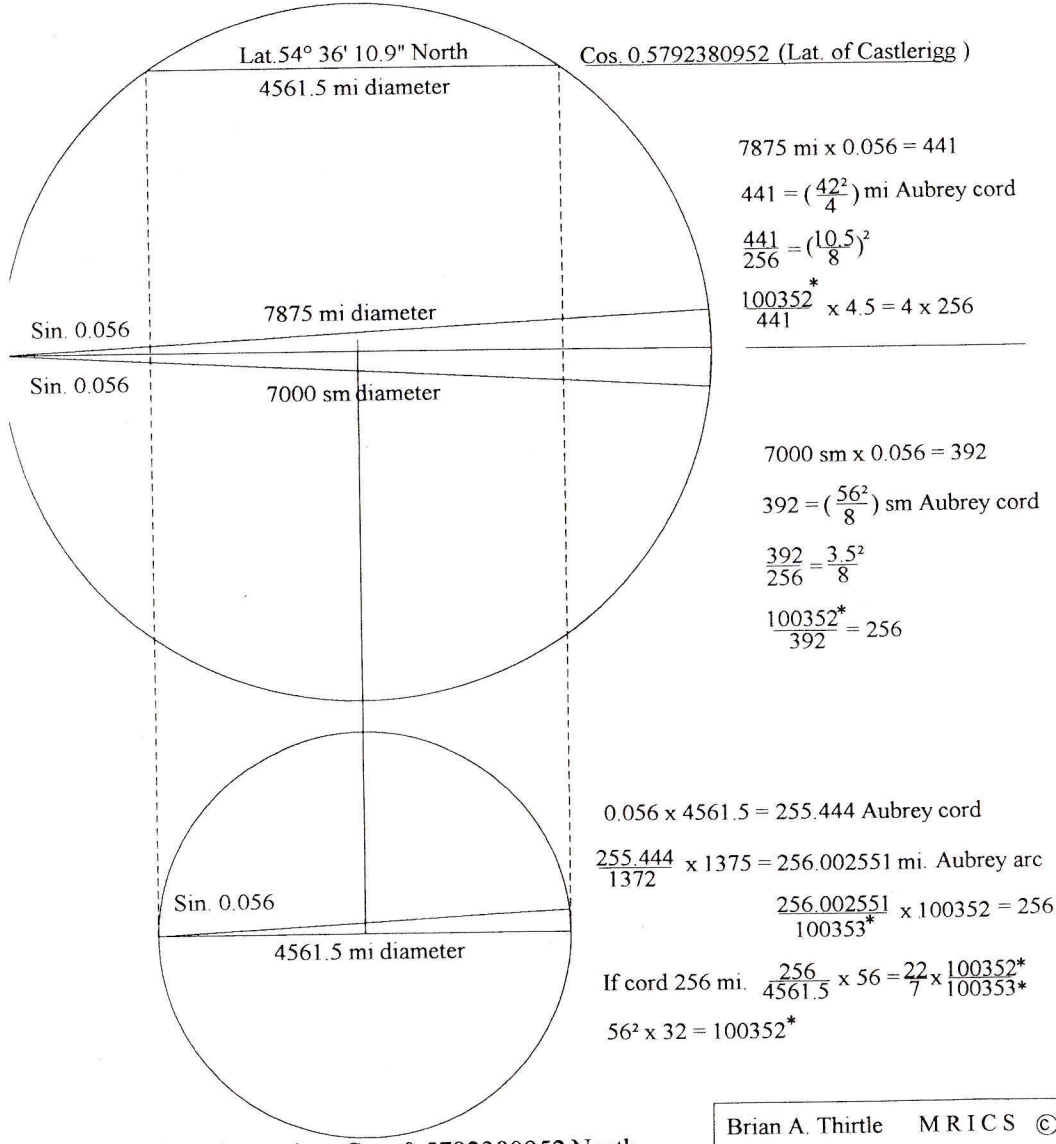 Lat.54° 36' 10.9" North
Cos. 0.5792380952 (Lat. of Castlerigg )
4561.5 mi diameter
7875 mi x 0.056 = 441
441 = (42²/4) mi Aubrey cord
441/256 = (10.5/8)²
100352*/441 x 4.5 = 4 x 256
7875 mi diameter
Sin. 0.056
Sin. 0.056
7000 sm diameter
7000 sm x 0.056 = 392
392 = (56²/8) sm Aubrey cord
392/256 = 3.5²/8
100352*/392 = 256
0.056 x 4561.5 = 255.444 Aubrey cord
255.444/1372 x 1375 = 256.002551 mi. Aubrey arc
256.002551/100353* x 100352 = 256
Sin. 0.056
4561.5 mi diameter
If cord 256 mi. 256/4561.5 x 56 = 22/7 x 100352*/100353*
56² x 32 = 100352*
0.5792380952 North
Brian A. Thirtle MRICS ©